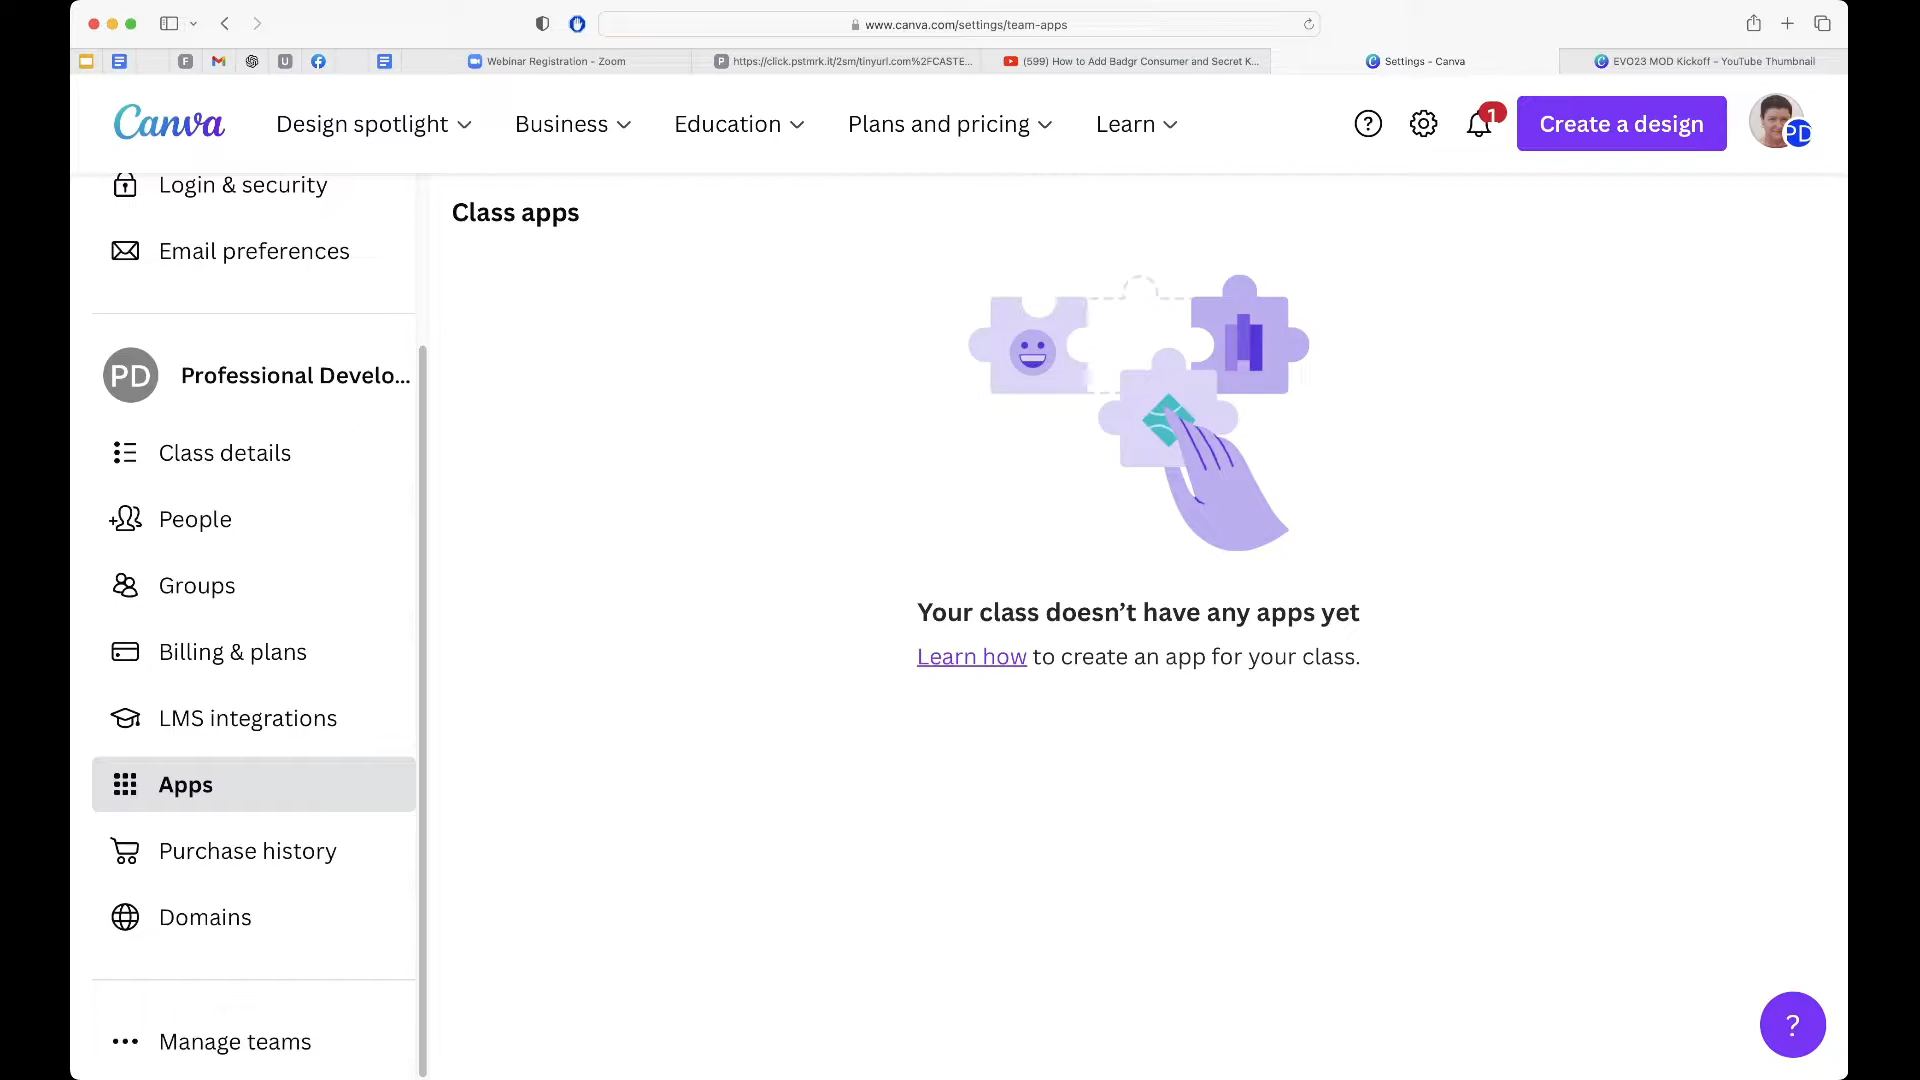 www.canva.com/settings/team-apps
F
U
Webinar Registration - Zoom
P https://click.pstmrk.it/2sm/tinyurl.com%2FCASTE...
(599) How to Add Badgr Consumer and Secret K...
Settings - Canva
EVO23 MOD Kickoff - YouTube Thumbnail
Canva
Design spotlight
Business
Education
Plans and pricing
Learn
?
1
Create a design
PD
Login & security
Email preferences
PD Professional Develo...
Class details
People
Groups
Billing & plans
LMS integrations
Apps
Purchase history
Domains
Manage teams
Class apps
Your class doesn’t have any apps yet
Learn how to create an app for your class.
?